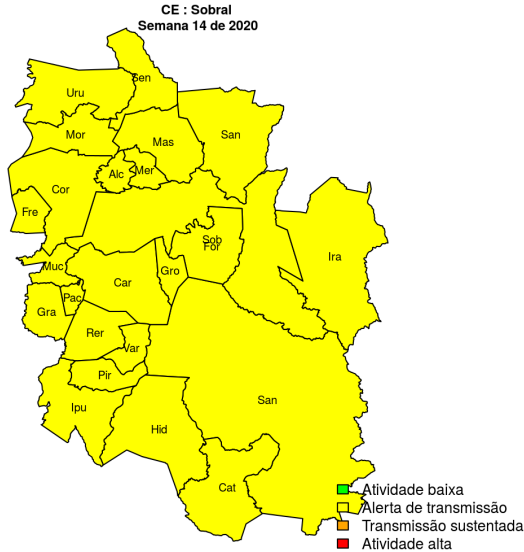 CE : Sobral
Semana 14 de 2020
Sen
Uru
Mor
Mas
San
Alc
Mer
Cor
Fre
Sob
For
Ira
Muc
Gro
Car
Pac
Gra
Rer
Var
Pir
San
Ipu
Hid
Cat
Atividade baixa
Alerta de transmissão
Transmissão sustentada
Atividade alta